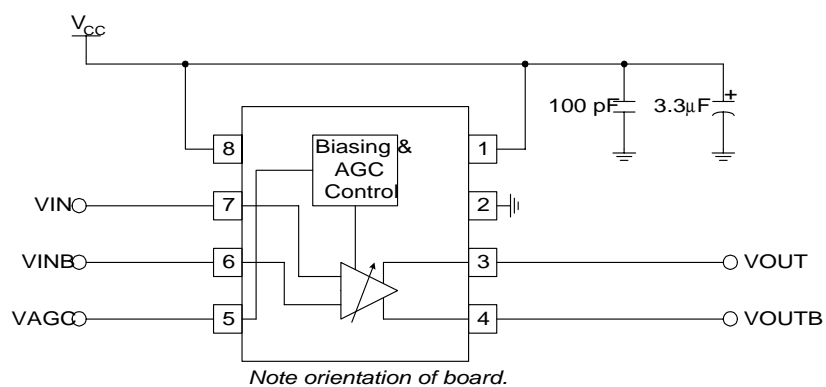 VCC
100 pF
3.3μF
+
8
Biasing &
AGC
Control
1
VIN
7
2
VINB
6
3
VOUT
VAGC
5
4
VOUTB
Note orientation of board.